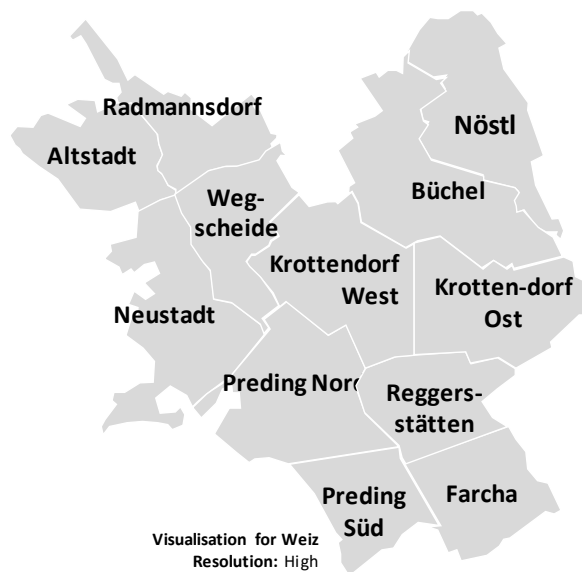 Radmannsdorf
Nöstl
Altstadt
Büchel
Weg-
scheide
Krottendorf
West
Krotten-dorf
Ost
Neustadt
Preding Nord
Reggers-
stätten
Preding
Süd
Farcha
Visualisation for Weiz
Resolution: High